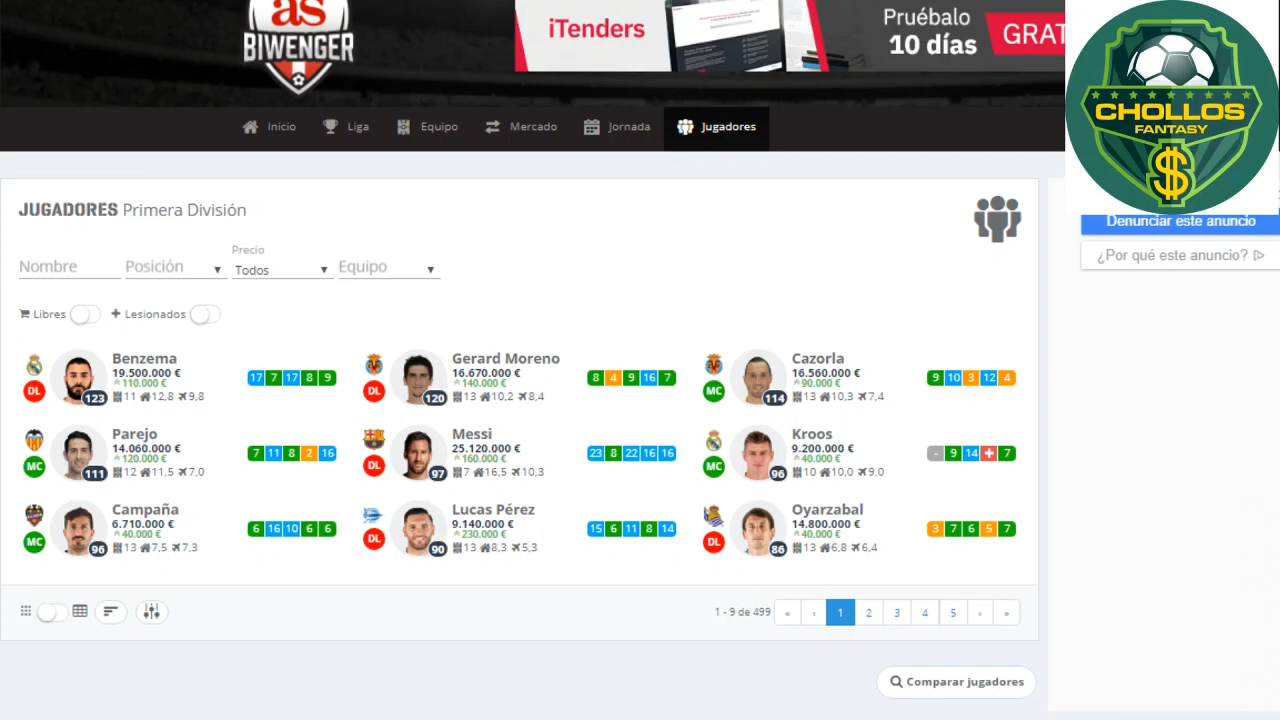 as
BIWENGER
iTenders
Pruébalo
10 días
GRAT
CHOLLOS
FANTASY
$
Inicio
Liga
Equipo
Mercado
Jornada
Jugadores
Denunciar este anuncio
¿Por qué este anuncio?
JUGADORES Primera División
Nombre
Posición
Precio
Todos
Equipo
Libres
Lesionados
Benzema
19.500.000 €
110.000 €
11 12,8 9,8
DL
123
17 7 17 8 9
Gerard Moreno
16.670.000 €
140.000 €
13 10,2 8,4
DL
120
8 4 9 16 7
Cazorla
16.560.000 €
90.000 €
13 10,3 7,4
MC
114
9 10 3 12 4
Parejo
14.060.000 €
120.000 €
12 11,5 7,0
MC
111
7 11 8 2 16
Messi
25.120.000 €
160.000 €
7 16,5 10,3
DL
97
23 8 22 16 16
Kroos
9.200.000 €
40.000 €
10 10,0 9,0
MC
96
- 9 14 + 7
Campaña
6.710.000 €
40.000 €
13 7,5 7,3
MC
96
6 16 10 6 6
Lucas Pérez
9.140.000 €
230.000 €
13 8,3 5,3
DL
90
15 6 11 8 14
Oyarzabal
14.800.000 €
40.000 €
13 6,8 6,4
DL
86
3 7 6 5 7
1 - 9 de 499
« ‹ 1 2 3 4 5 › »
Comparar jugadores